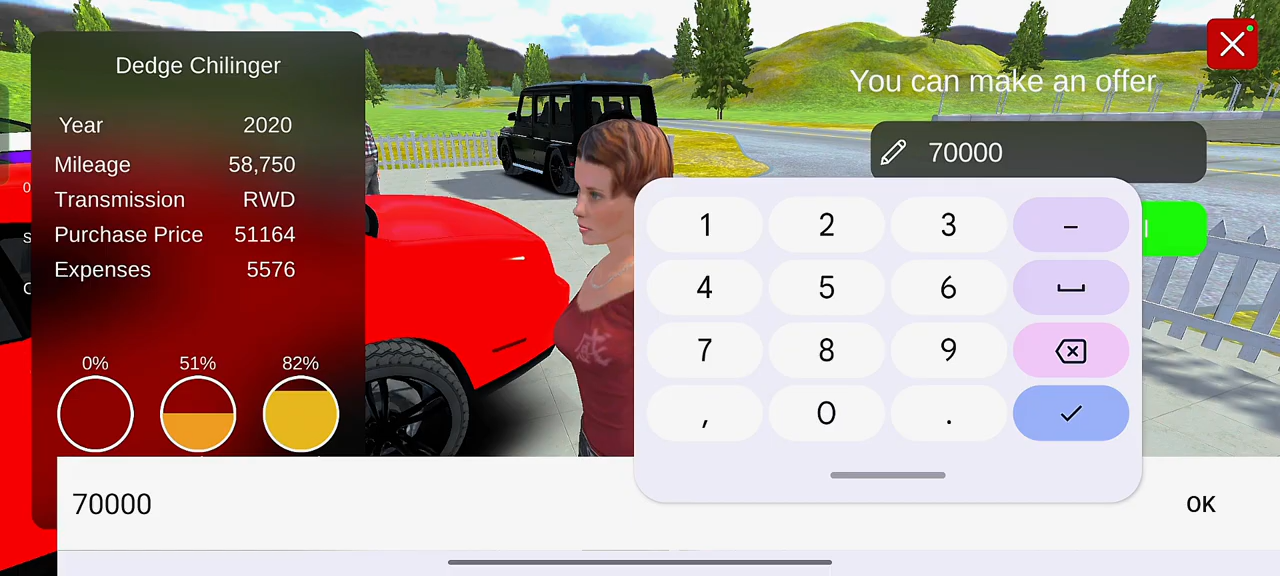 Dedge Chilinger
Year 2020
Mileage 58,750
Transmission RWD
Purchase Price 51164
Expenses 5576
0% 51% 82%
You can make an offer
70000
1 2 3 –
4 5 6
7 8 9
, 0 .
70000
OK